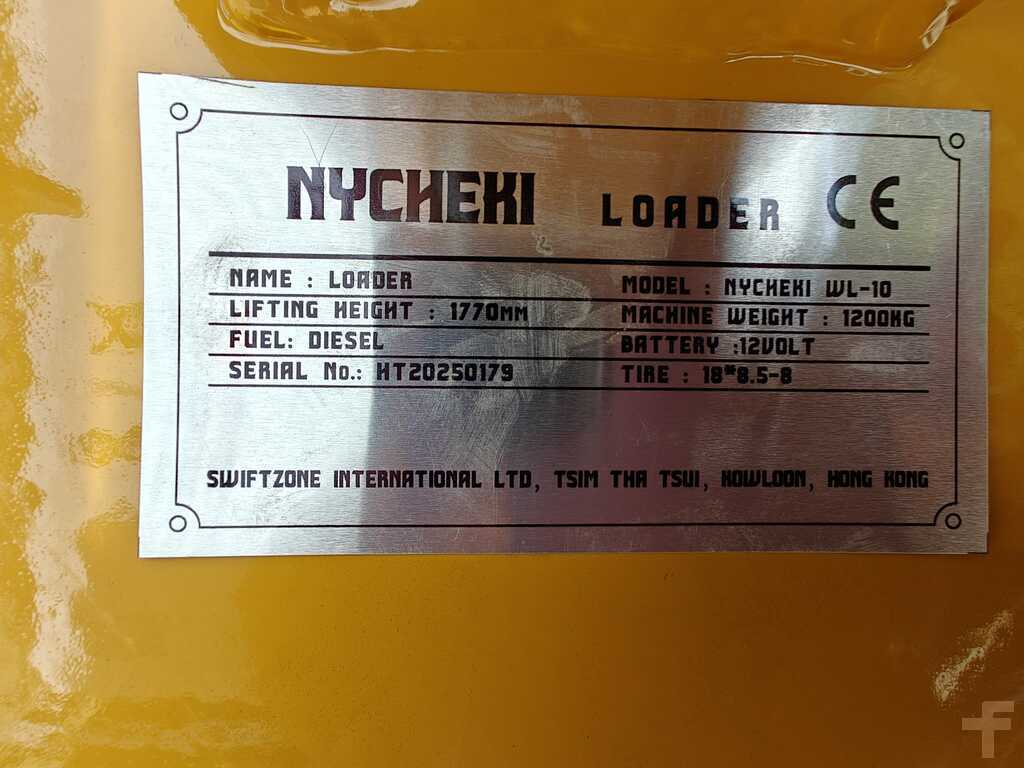 NYCHEKI LOADER CE
NAME : LOADER MODEL : NYCHEKI WL-10
LIFTING HEIGHT : 1770MM MACHINE WEIGHT : 1200KG
FUEL: DIESEL BATTERY :12VOLT
SERIAL No.: HT20250179 TIRE : 18*8.5-8
SWIFTZONE INTERNATIONAL LTD, TSIM THA TSUI, KOWLOON, HONG KONG